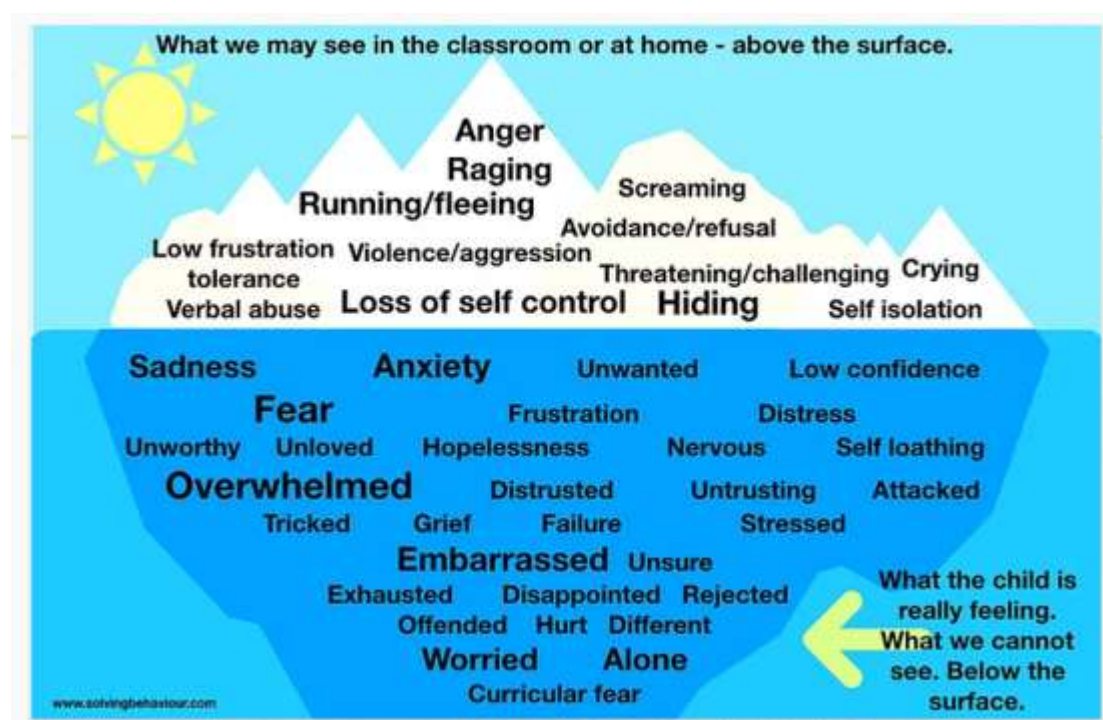 What we may see in the classroom or at home - above the surface.
Anger
Raging
Screaming
Running/fleeing
Avoidance/refusal
Low frustration
tolerance
Violence/aggression
Threatening/challenging
Crying
Verbal abuse
Loss of self control
Hiding
Self isolation
Sadness Anxiety Unwanted Low confidence
Fear Frustration Distress
Unworthy Unloved Hopelessness Nervous Self loathing
Overwhelmed Distrusted Untrusting Attacked
Tricked Grief Failure Stressed
Embarrassed Unsure
Exhausted Disappointed Rejected
Offended Hurt Different
Worried Alone
Curricular fear
What the child is
really feeling.
What we cannot
see. Below the
surface.
www.solvingbehaviour.com